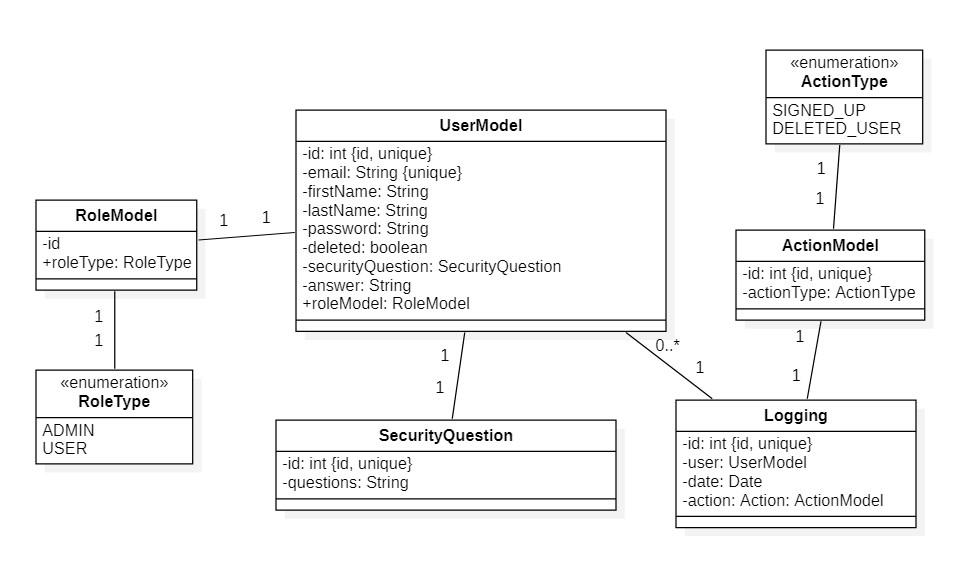 «enumeration»
ActionType
SIGNED_UP
DELETED_USER
UserModel
-id: int {id, unique}
-email: String {unique}
-firstName: String
-lastName: String
-password: String
-deleted: boolean
-securityQuestion: SecurityQuestion
-answer: String
+roleModel: RoleModel
RoleModel
-id
+roleType: RoleType
1
1
1
1
ActionModel
-id: int {id, unique}
-actionType: ActionType
1
1
«enumeration»
RoleType
ADMIN
USER
1
1
0..*
1
1
1
SecurityQuestion
-id: int {id, unique}
-questions: String
Logging
-id: int {id, unique}
-user: UserModel
-date: Date
-action: Action: ActionModel